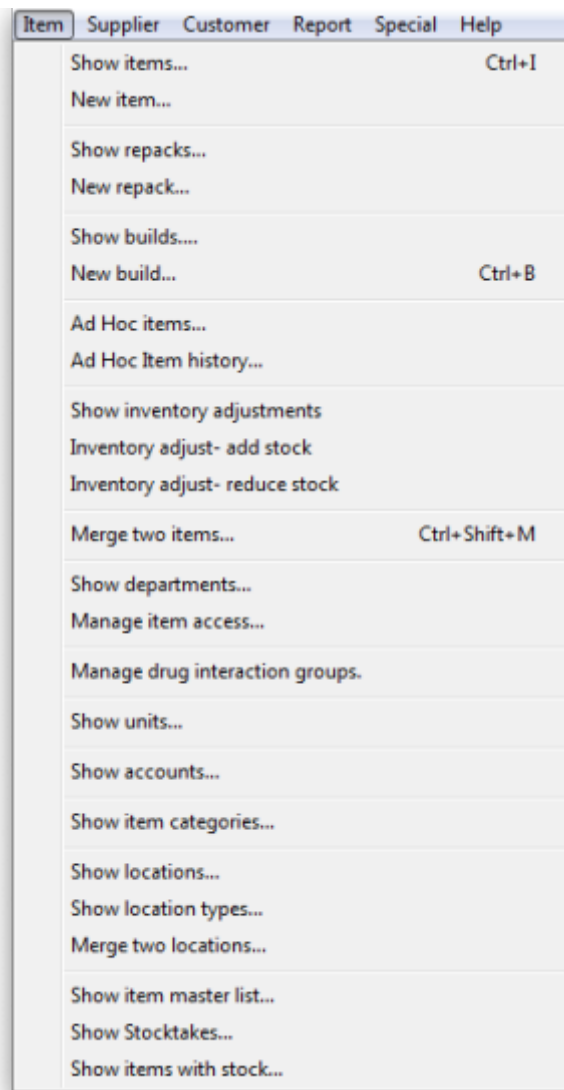 Item Supplier Customer Report Special Help
Show items... Ctrl+I
New item...
Show repacks...
New repack...
Show builds....
New build... Ctrl+B
Ad Hoc items...
Ad Hoc Item history...
Show inventory adjustments
Inventory adjust- add stock
Inventory adjust- reduce stock
Merge two items... Ctrl+Shift+M
Show departments...
Manage item access...
Manage drug interaction groups.
Show units...
Show accounts...
Show item categories...
Show locations...
Show location types...
Merge two locations...
Show item master list...
Show Stocktakes...
Show items with stock...